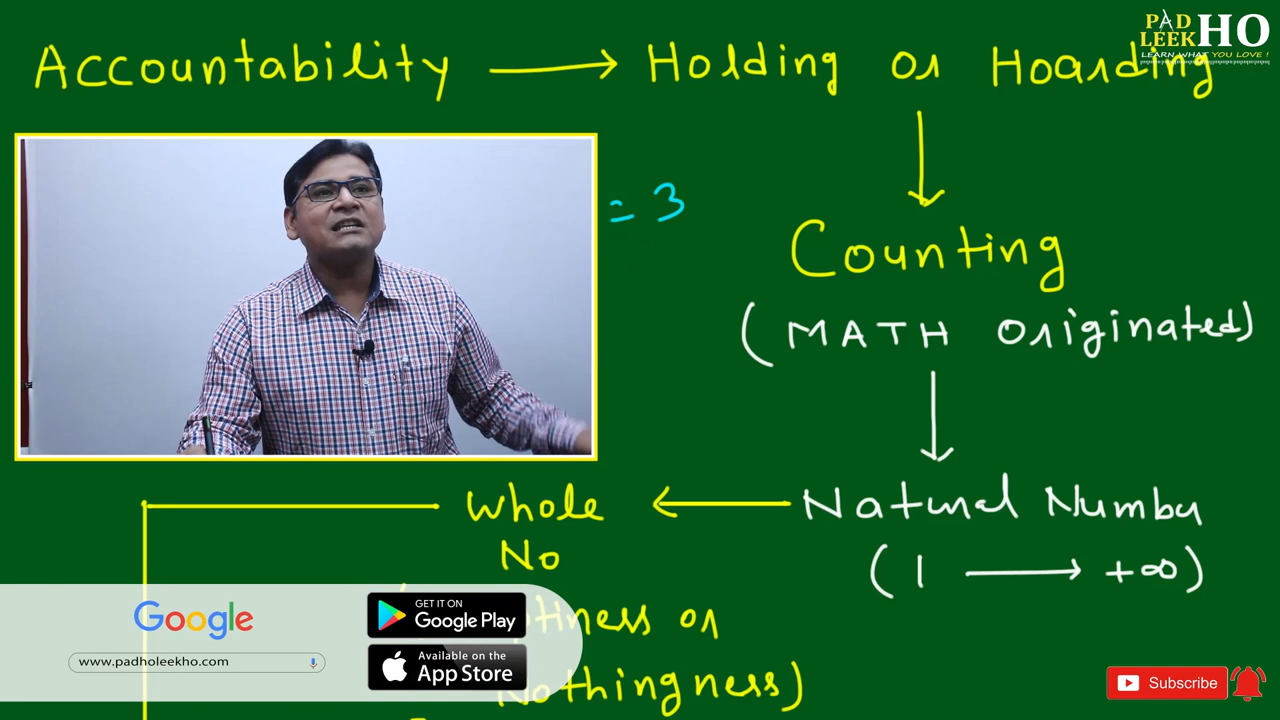 PAD
LEEKHO
LEARN WHAT YOU LOVE !
Accountability → Holding or Hoarding
= 3
Counting
(MATH originated)
Whole ← Natural Number
No
(1 → +∞)
Google
GET IT ON
Google Play
or
www.padholeekho.com
Available on the
App Store
Nothingness)
Subscribe